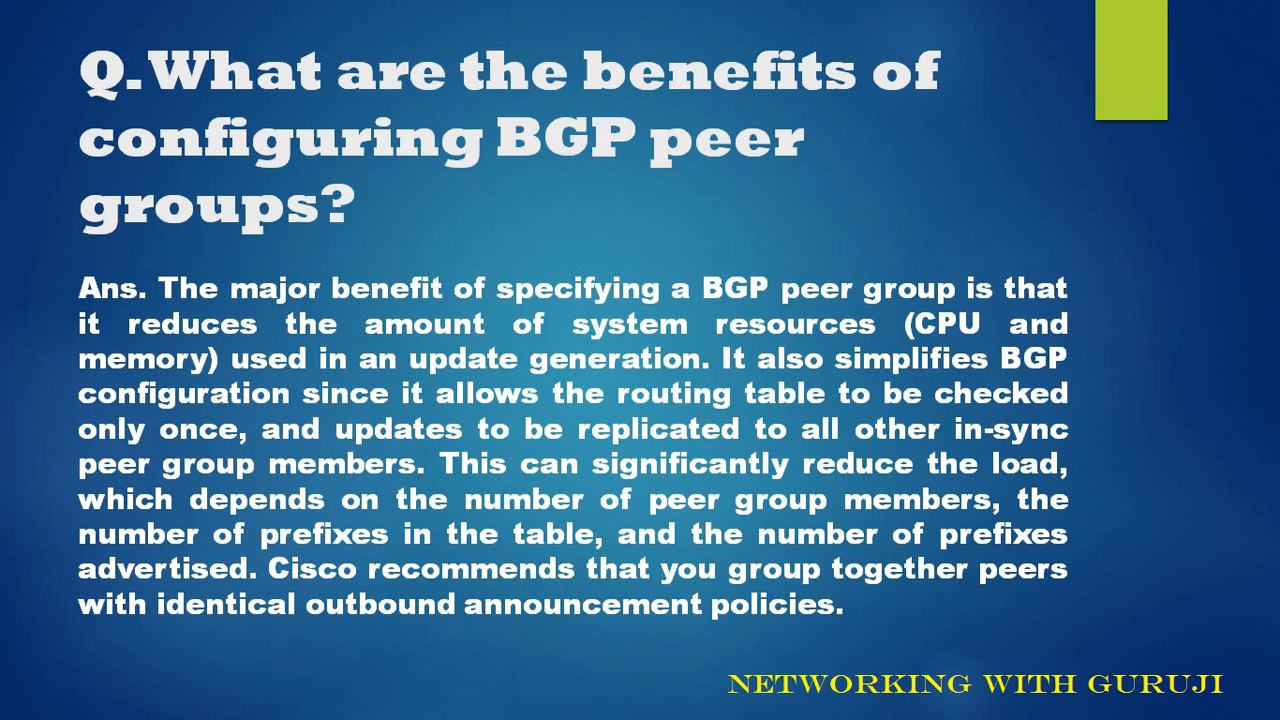 Q. What are the benefits of
configuring BGP peer
groups?
Ans. The major benefit of specifying a BGP peer group is that
it reduces the amount of system resources (CPU and
memory) used in an update generation. It also simplifies BGP
configuration since it allows the routing table to be checked
only once, and updates to be replicated to all other in-sync
peer group members. This can significantly reduce the load,
which depends on the number of peer group members, the
number of prefixes in the table, and the number of prefixes
advertised. Cisco recommends that you group together peers
with identical outbound announcement policies.
NETWORKING WITH GURUJI